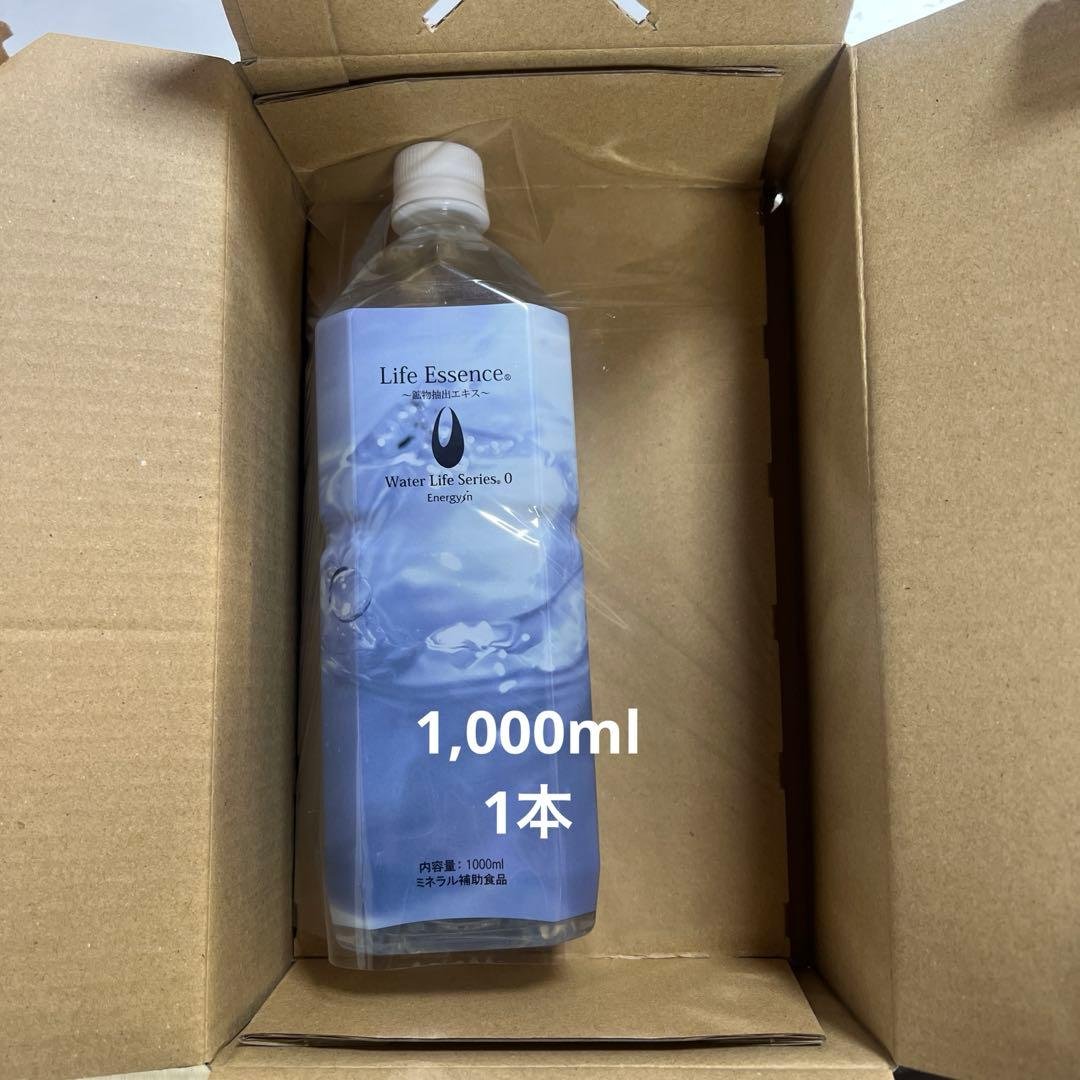 Life Essence®
～鉱物抽出エキス～
Water Life Series® 0
Energy in
1,000ml
1本
内容量：1000ml
ミネラル補助食品